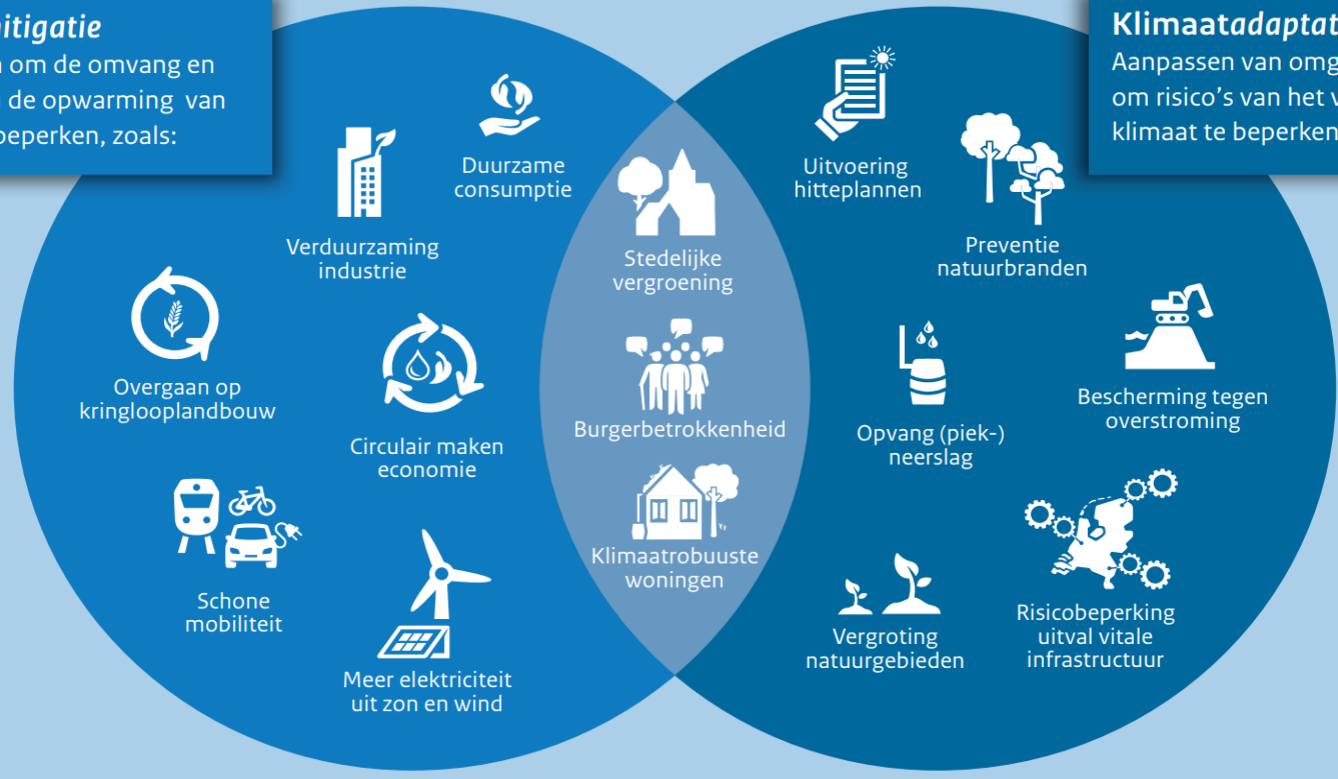 itigatie
om de omvang en
de opwarming van
beperken, zoals:
Klimaatadaptat
Aanpassen van omg
om risico's van het v
klimaat te beperken
Duurzame
consumptie
Verduurzaming
industrie
Overgaan op
kringlooplandbouw
Circulair maken
economie
Schone
mobiliteit
Meer elektriciteit
uit zon en wind
Stedelijke
vergroening
Burgerbetrokkenheid
Klimaatrobuuste
woningen
Uitvoering
hitteplannen
Preventie
natuurbranden
Opvang (piek-)
neerslag
Bescherming tegen
overstroming
Vergroting
natuurgebieden
Risicobeperking
uitval vitale
infrastructuur